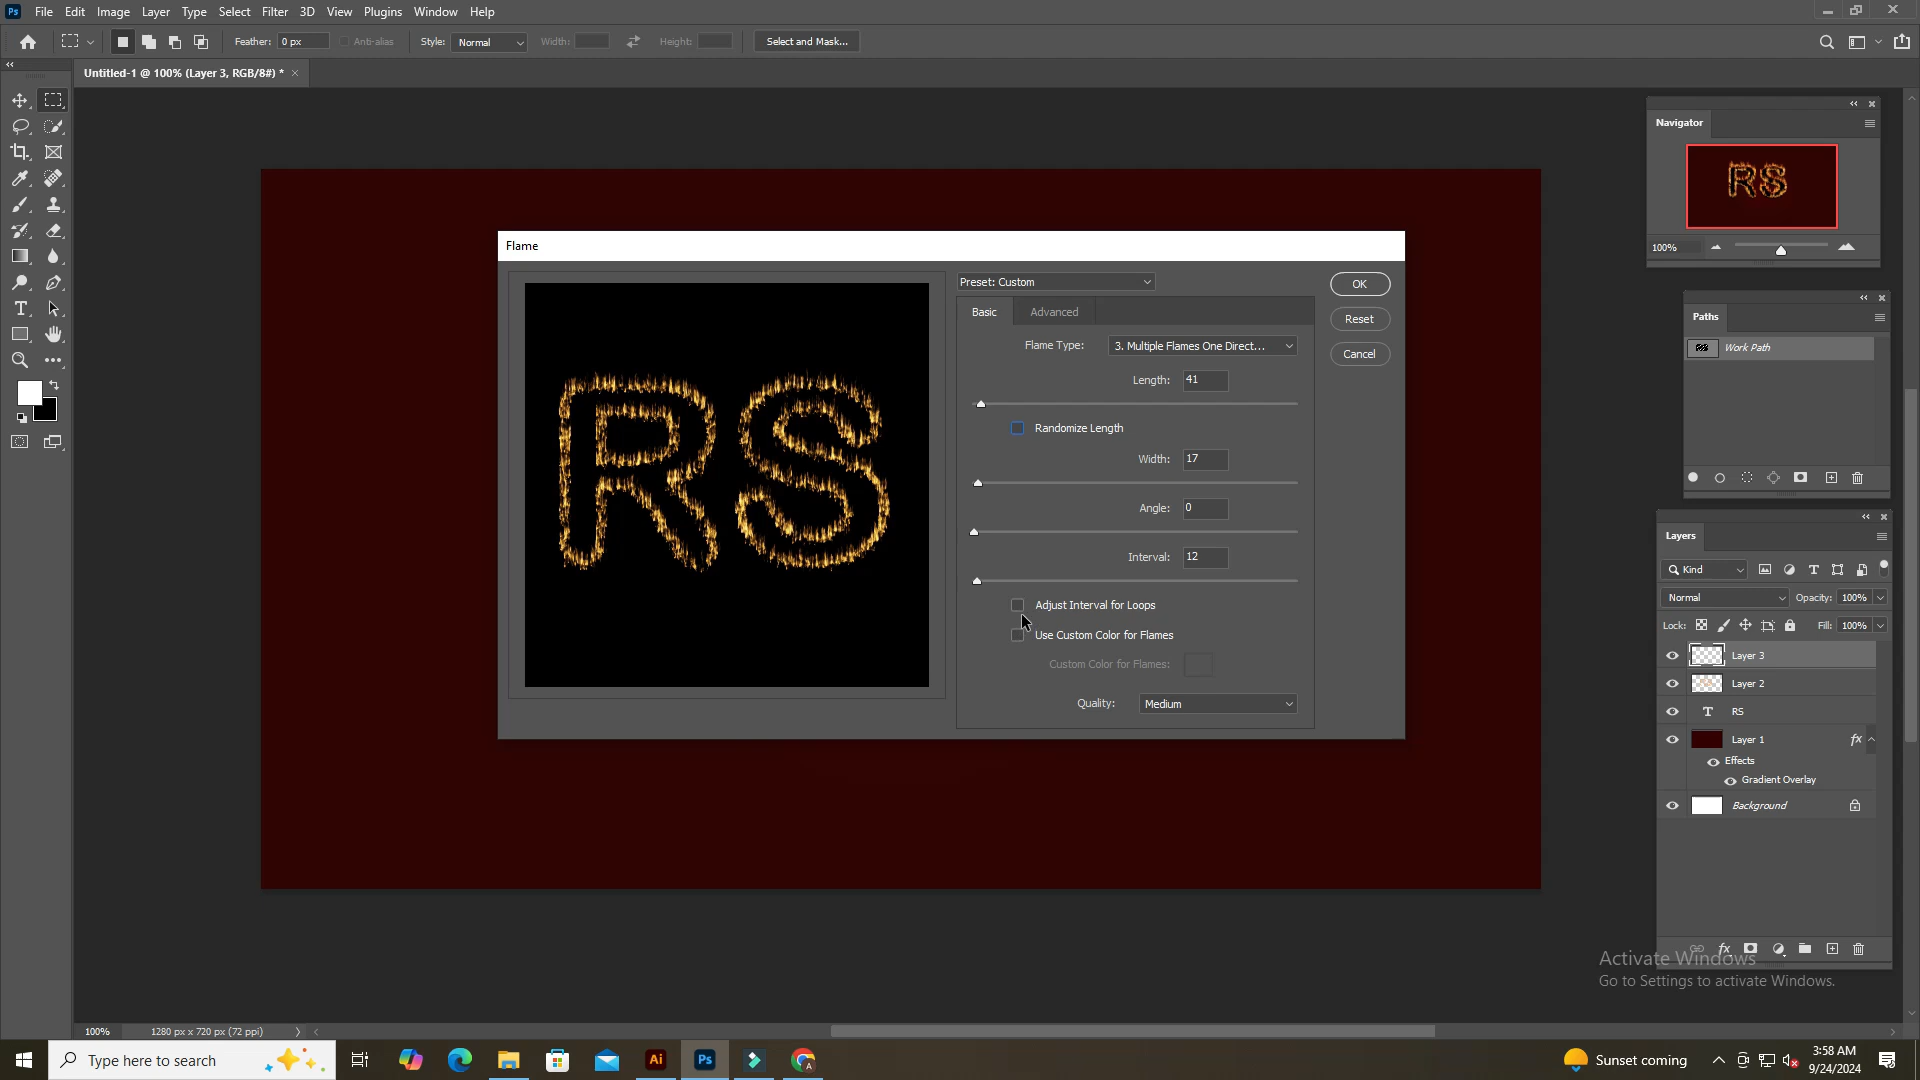 Ps File Edit Image Layer Type Select Filter 3D View Plugins Window Help
Feather: 0 px Anti-alias Style: Normal Width: Height: Select and Mask...
Untitled-1 @ 100% (Layer 3, RGB/8#) *
Navigator
100%
Paths
Work Path
Flame
Preset: Custom
OK
Basic Advanced
Reset
Flame Type: 3. Multiple Flames One Direct...
Cancel
Length: 41
Randomize Length
Width: 17
Angle: 0
Interval: 12
Adjust Interval for Loops
Use Custom Color for Flames
Custom Color for Flames:
Quality: Medium
RS
RS
Layers
Kind
Normal Opacity: 100%
Lock: Fill: 100%
Layer 3
Layer 2
T RS
Layer 1 fx
Effects
Gradient Overlay
Background
fx
Activate Windows
Go to Settings to activate Windows.
100% 1280 px x 720 px (72 ppi)
Type here to search
Ai Ps A
Sunset coming
3:58 AM
9/24/2024